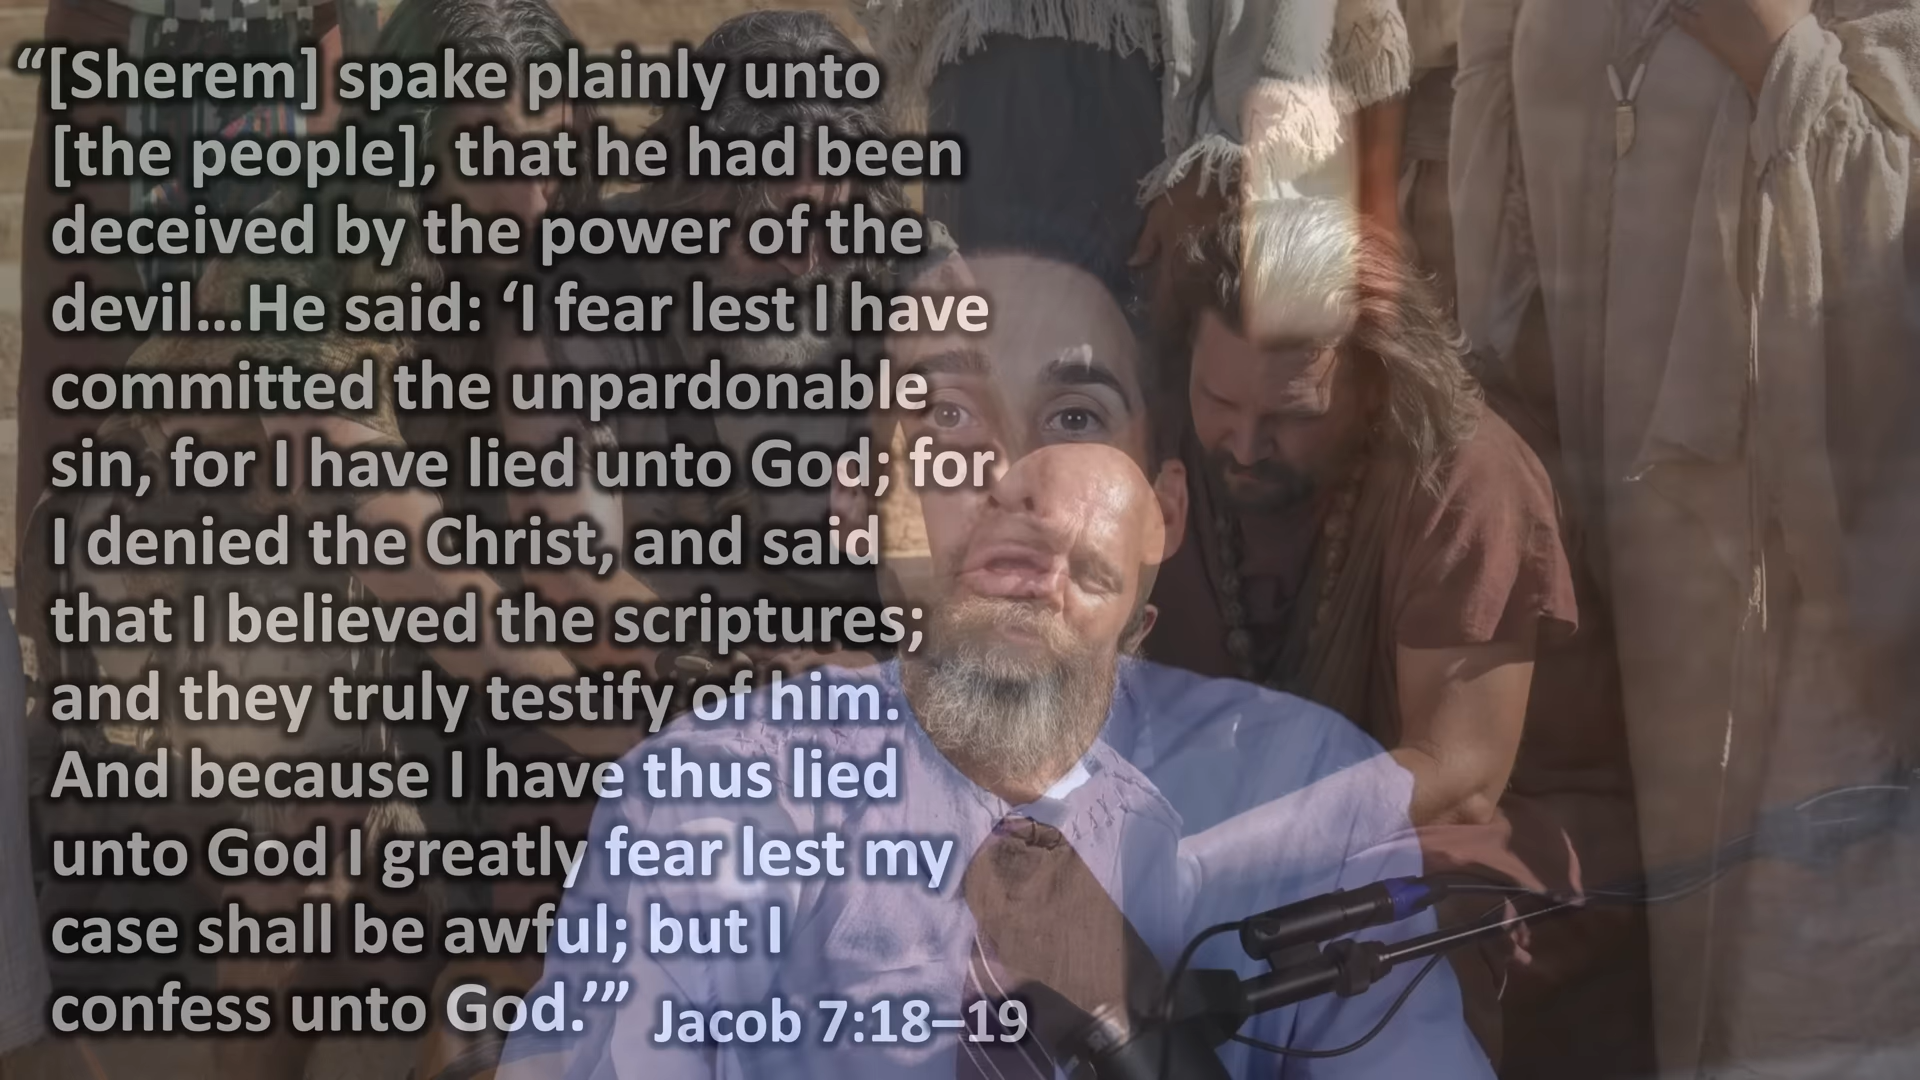 “[Sherem] spake plainly unto
[the people], that he had been
deceived by the power of the
devil…He said: ‘I fear lest I have
committed the unpardonable
sin, for I have lied unto God; for
I denied the Christ, and said
that I believed the scriptures;
and they truly testify of him.
And because I have thus lied
unto God I greatly fear lest my
case shall be awful; but I
confess unto God.’”
Jacob 7:18–19